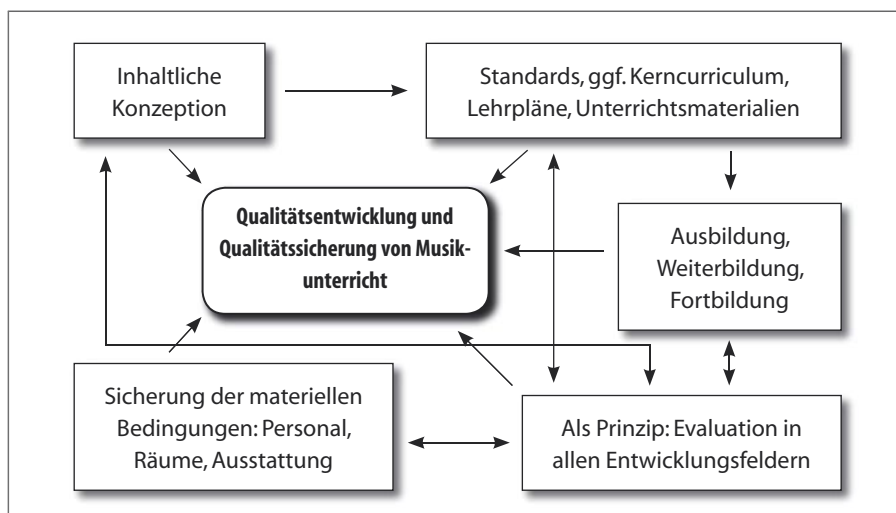 Inhaltliche
Konzeption
Standards, ggf. Kerncurriculum,
Lehrpläne, Unterrichtsmaterialien
Qualitätsentwicklung und
Qualitätssicherung von Musik-
unterricht
Ausbildung,
Weiterbildung,
Fortbildung
Sicherung der materiellen
Bedingungen: Personal,
Räume, Ausstattung
Als Prinzip: Evaluation in
allen Entwicklungsfeldern